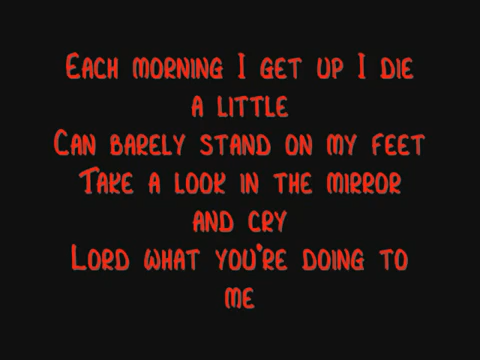 Each morning I get up I die
a little
Can barely stand on my feet
Take a look in the mirror
and cry
Lord what you're doing to
me